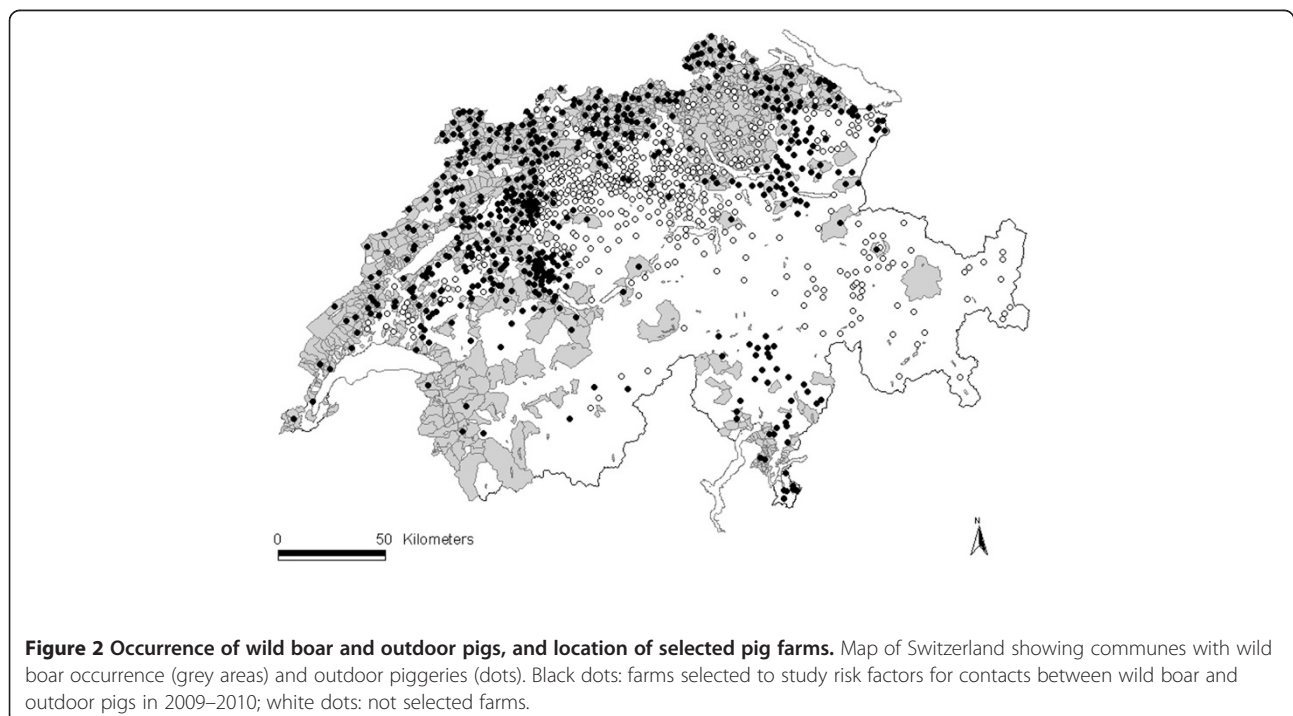 N
0 50 Kilometers
Figure 2 Occurrence of wild boar and outdoor pigs, and location of selected pig farms. Map of Switzerland showing communes with wild
boar occurrence (grey areas) and outdoor piggeries (dots). Black dots: farms selected to study risk factors for contacts between wild boar and
outdoor pigs in 2009–2010; white dots: not selected farms.